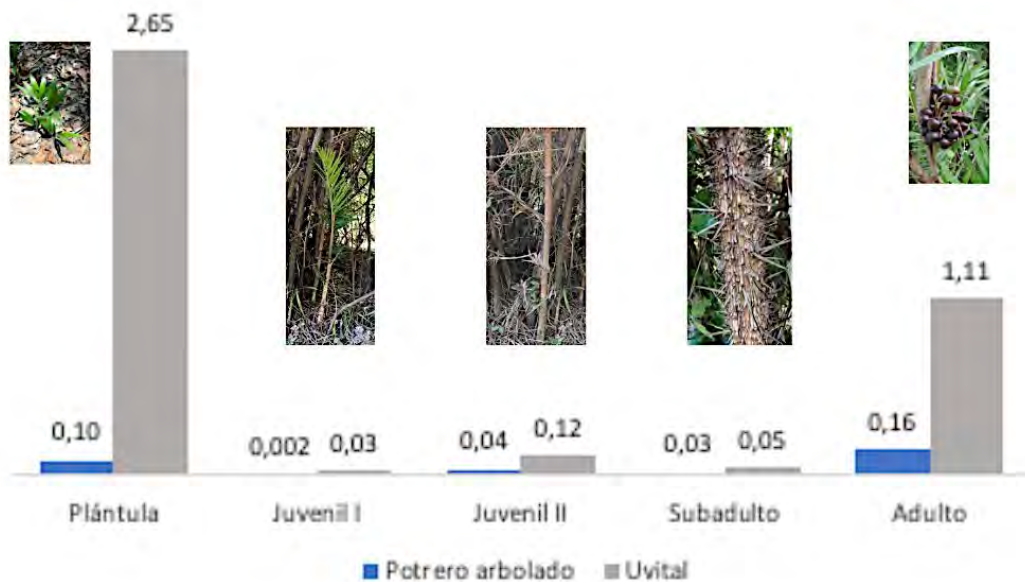 2,65
0,10
0,002
0,03
0,04
0,12
0,03
0,05
0,16
1,11
Plántula
Juvenil I
Juvenil II
Subadulto
Adulto
Potrero arbolado
Uvital